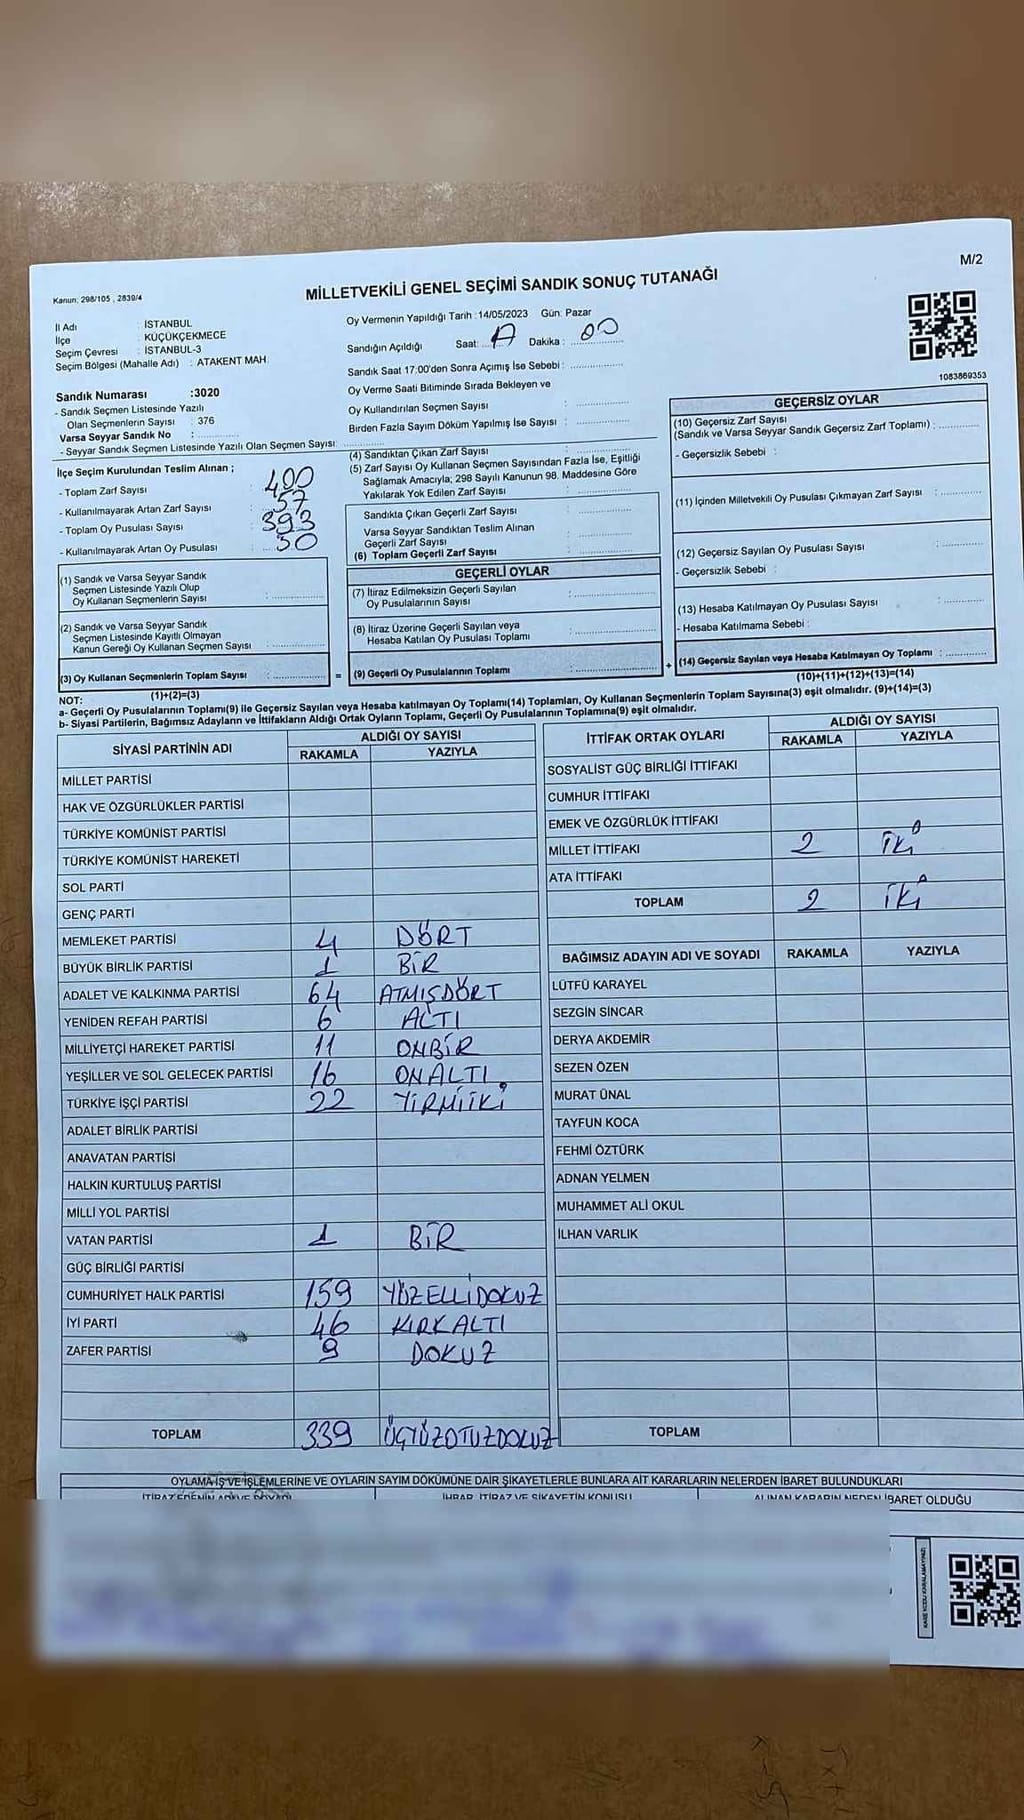 M/2
Kanun: 298/105 , 2839/4
MİLLETVEKİLİ GENEL SEÇİMİ SANDIK SONUÇ TUTANAĞI
İl Adı : İSTANBUL
İlçe : KÜÇÜKÇEKMECE
Seçim Çevresi : İSTANBUL-3
Seçim Bölgesi (Mahalle Adı) : ATAKENT MAH.
Oy Vermenin Yapıldığı Tarih :14/05/2023 Gün: Pazar
Sandığın Açıldığı Saat: Dakika : 00
Sandık Saat 17:00'den Sonra Açımış İse Sebebi :
Oy Verme Saati Bitiminde Sırada Bekleyen ve
Oy Kullandırılan Seçmen Sayısı :
Birden Fazla Sayım Döküm Yapılmış İse Sayısı :
1083869353
Sandık Numarası :3020
- Sandık Seçmen Listesinde Yazılı
Olan Seçmenlerin Sayısı : 376
Varsa Seyyar Sandık No :
- Seyyar Sandık Seçmen Listesinde Yazılı Olan Seçmen Sayısı:
İlçe Seçim Kurulundan Teslim Alınan ;
- Toplam Zarf Sayısı 400
- Kullanılmayarak Artan Zarf Sayısı : 57
- Toplam Oy Pusulası Sayısı : 393
- Kullanılmayarak Artan Oy Pusulası : 50
(4) Sandıktan Çıkan Zarf Sayısı :
(5) Zarf Sayısı Oy Kullanan Seçmen Sayısından Fazla İse, Eşitliği
Sağlamak Amacıyla; 298 Sayılı Kanunun 98. Maddesine Göre
Yakılarak Yok Edilen Zarf Sayısı :
Sandıkta Çıkan Geçerli Zarf Sayısı :
Varsa Seyyar Sandıktan Teslim Alınan
Geçerli Zarf Sayısı :
(6) Toplam Geçerli Zarf Sayısı :
GEÇERSİZ OYLAR
(10) Geçersiz Zarf Sayısı
(Sandık ve Varsa Seyyar Sandık Geçersiz Zarf Toplamı) :
- Geçersizlik Sebebi :
(11) İçinden Milletvekili Oy Pusulası Çıkmayan Zarf Sayısı :
(12) Geçersiz Sayılan Oy Pusulası Sayısı :
- Geçersizlik Sebebi :
(13) Hesaba Katılmayan Oy Pusulası Sayısı :
- Hesaba Katılmama Sebebi :
(14) Geçersiz Sayılan veya Hesaba Katılmayan Oy Toplamı :
(10)+(11)+(12)+(13)=(14)
(1) Sandık ve Varsa Seyyar Sandık
Seçmen Listesinde Yazılı Olup
Oy Kullanan Seçmenlerin Sayısı :
(2) Sandık ve Varsa Seyyar Sandık
Seçmen Listesinde Kayıtlı Olmayan
Kanun Gereği Oy Kullanan Seçmen Sayısı :
(3) Oy Kullanan Seçmenlerin Toplam Sayısı :
(1)+(2)=(3)
=
GEÇERLİ OYLAR
(7) İtiraz Edilmeksizin Geçerli Sayılan
Oy Pusulalarının Sayısı :
(8) İtiraz Üzerine Geçerli Sayılan veya
Hesaba Katılan Oy Pusulası Toplamı :
(9) Geçerli Oy Pusulalarının Toplamı :
+
NOT:
a- Geçerli Oy Pusulalarının Toplamı(9) ile Geçersiz Sayılan veya Hesaba katılmayan Oy Toplamı(14) Toplamları, Oy Kullanan Seçmenlerin Toplam Sayısına(3) eşit olmalıdır. (9)+(14)=(3)
b- Siyasi Partilerin, Bağımsız Adayların ve İttifakların Aldığı Ortak Oyların Toplamı, Geçerli Oy Pusulalarının Toplamına(9) eşit olmalıdır.
SİYASİ PARTİNİN ADI ALDIĞI OY SAYISI
RAKAMLA YAZIYLA
MİLLET PARTİSİ
HAK VE ÖZGÜRLÜKLER PARTİSİ
TÜRKİYE KOMÜNİST PARTİSİ
TÜRKİYE KOMÜNİST HAREKETİ
SOL PARTİ
GENÇ PARTİ
MEMLEKET PARTİSİ 4 DÖRT
BÜYÜK BİRLİK PARTİSİ 1 BİR
ADALET VE KALKINMA PARTİSİ 64 ATMIŞDÖRT
YENİDEN REFAH PARTİSİ 6 ALTI
MİLLİYETÇİ HAREKET PARTİSİ 11 ONBİR
YEŞİLLER VE SOL GELECEK PARTİSİ 16 ONALTI
TÜRKİYE İŞÇİ PARTİSİ 22 YİRMİİKİ
ADALET BİRLİK PARTİSİ
ANAVATAN PARTİSİ
HALKIN KURTULUŞ PARTİSİ
MİLLİ YOL PARTİSİ
VATAN PARTİSİ 1 BİR
GÜÇ BİRLİĞİ PARTİSİ
CUMHURİYET HALK PARTİSİ 159 YÜZELLİDOKUZ
İYİ PARTİ 46 KIRKALTI
ZAFER PARTİSİ 9 DOKUZ
TOPLAM 339 ÜÇYÜZOTUZDOKUZ
İTTİFAK ORTAK OYLARI ALDIĞI OY SAYISI
RAKAMLA YAZIYLA
SOSYALİST GÜÇ BİRLİĞİ İTTİFAKI
CUMHUR İTTİFAKI
EMEK VE ÖZGÜRLÜK İTTİFAKI
MİLLET İTTİFAKI 2 İKİ
ATA İTTİFAKI
TOPLAM 2 İKİ
BAĞIMSIZ ADAYIN ADI VE SOYADI RAKAMLA YAZIYLA
LÜTFÜ KARAYEL
SEZGİN SİNCAR
DERYA AKDEMİR
SEZEN ÖZEN
MURAT ÜNAL
TAYFUN KOCA
FEHMİ ÖZTÜRK
ADNAN YELMEN
MUHAMMET ALİ OKUL
İLHAN VARLIK
TOPLAM
OYLAMA İŞ VE İŞLEMLERİNE VE OYLARIN SAYIM DÖKÜMÜNE DAİR ŞİKAYETLERLE BUNLARA AİT KARARLARIN NELERDEN İBARET BULUNDUKLARI
İTİRAZ EDENİN ADI VE SOYADI İHBAR, İTİRAZ VE ŞİKAYETİN KONUSU ALINAN KARARIN NEDEN İBARET OLDUĞU